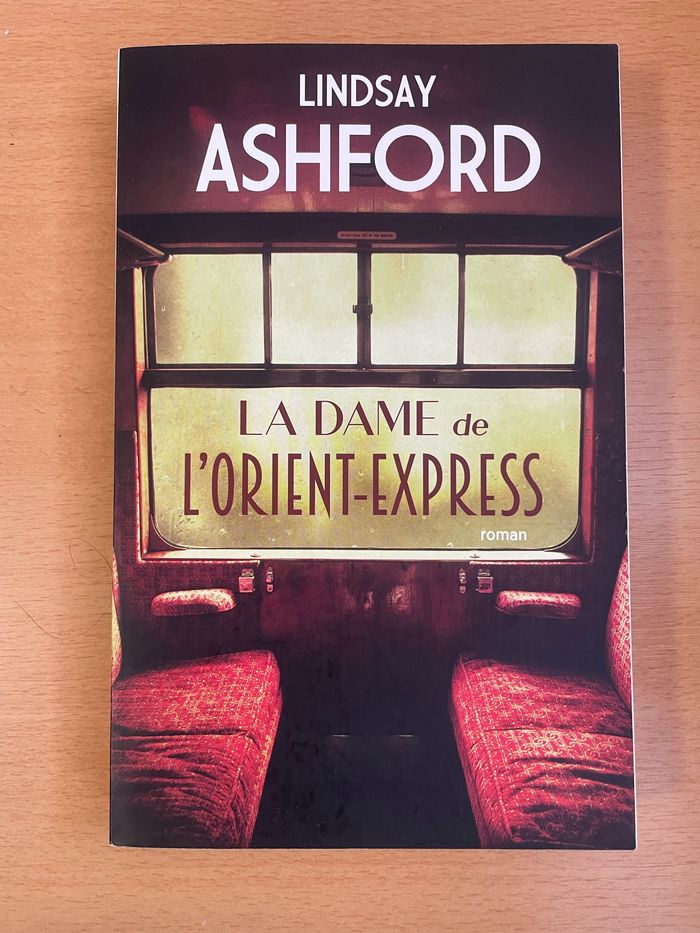 LINDSAY
ASHFORD
LA DAME de
L'ORIENT-EXPRESS
roman